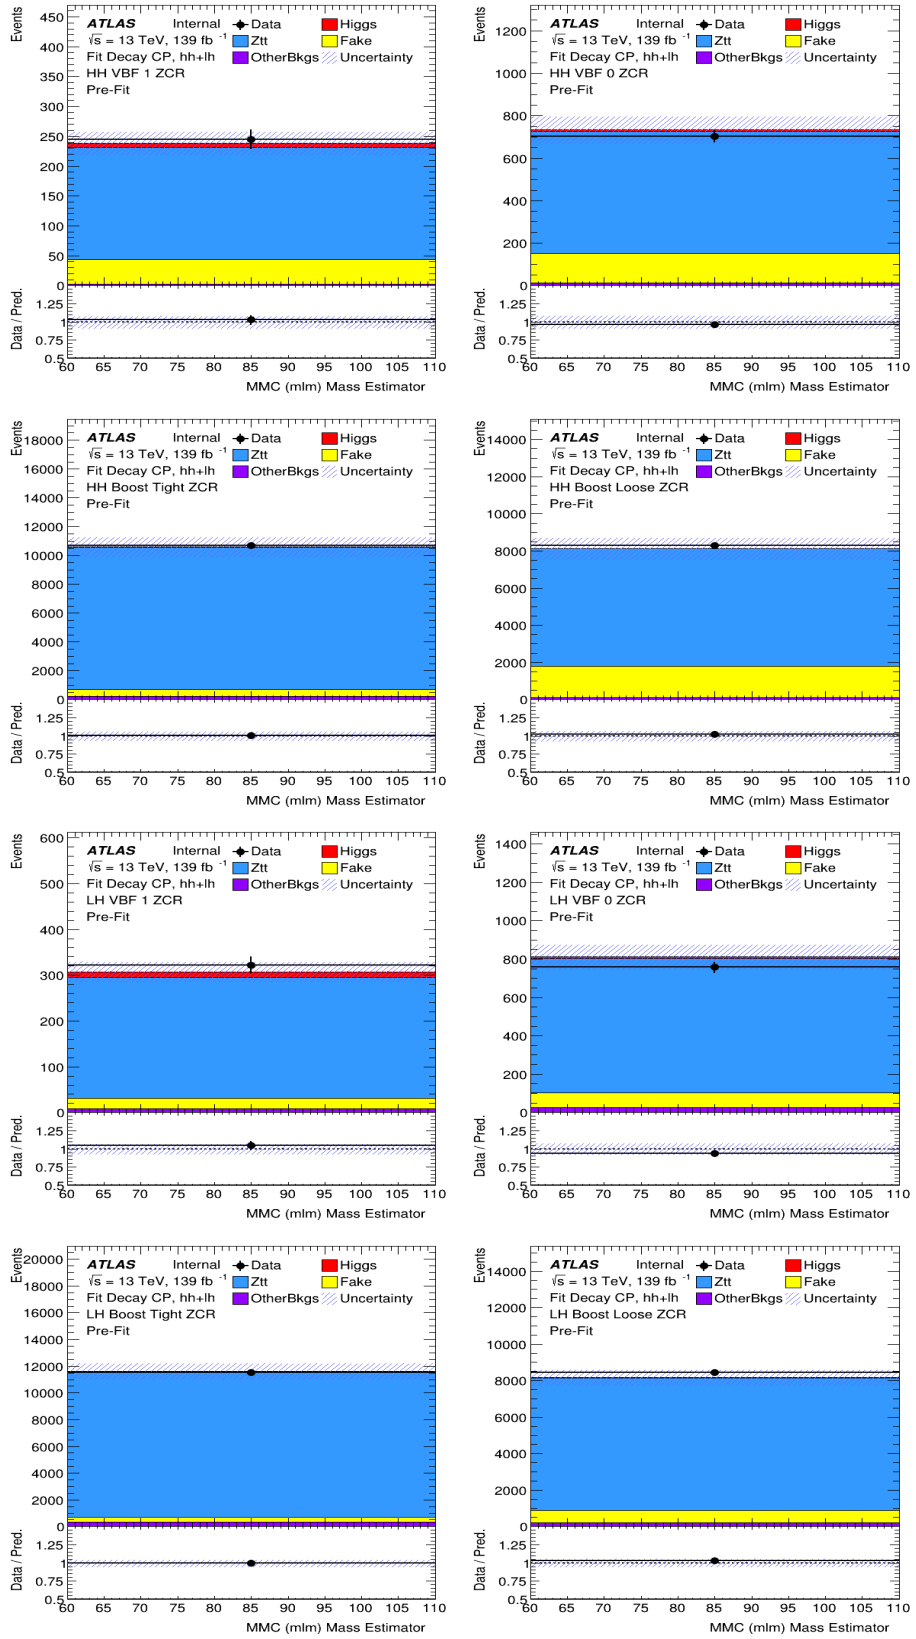 Events
450
400
350
300
250
200
150
100
50
0
ATLAS Internal
√s = 13 TeV, 139 fb -1
Fit Decay CP, hh+lh
HH VBF 1 ZCR
Pre-Fit
Data Higgs
Ztt Fake
OtherBkgs Uncertainty
Data / Pred.
1.25
1
0.75
0.5
60 65 70 75 80 85 90 95 100 105 110
MMC (mlm) Mass Estimator
Events
1200
1000
800
600
400
200
0
ATLAS Internal
√s = 13 TeV, 139 fb -1
Fit Decay CP, hh+lh
HH VBF 0 ZCR
Pre-Fit
Data Higgs
Ztt Fake
OtherBkgs Uncertainty
Data / Pred.
1.25
1
0.75
0.5
60 65 70 75 80 85 90 95 100 105 110
MMC (mlm) Mass Estimator
Events
18000
16000
14000
12000
10000
8000
6000
4000
2000
0
ATLAS Internal
√s = 13 TeV, 139 fb -1
Fit Decay CP, hh+lh
HH Boost Tight ZCR
Pre-Fit
Data Higgs
Ztt Fake
OtherBkgs Uncertainty
Data / Pred.
1.25
1
0.75
0.5
60 65 70 75 80 85 90 95 100 105 110
MMC (mlm) Mass Estimator
Events
14000
12000
10000
8000
6000
4000
2000
0
ATLAS Internal
√s = 13 TeV, 139 fb -1
Fit Decay CP, hh+lh
HH Boost Loose ZCR
Pre-Fit
Data Higgs
Ztt Fake
OtherBkgs Uncertainty
Data / Pred.
1.25
1
0.75
0.5
60 65 70 75 80 85 90 95 100 105 110
MMC (mlm) Mass Estimator
Events
600
500
400
300
200
100
0
ATLAS Internal
√s = 13 TeV, 139 fb -1
Fit Decay CP, hh+lh
LH VBF 1 ZCR
Pre-Fit
Data Higgs
Ztt Fake
OtherBkgs Uncertainty
Data / Pred.
1.25
1
0.75
0.5
60 65 70 75 80 85 90 95 100 105 110
MMC (mlm) Mass Estimator
Events
1400
1200
1000
800
600
400
200
0
ATLAS Internal
√s = 13 TeV, 139 fb -1
Fit Decay CP, hh+lh
LH VBF 0 ZCR
Pre-Fit
Data Higgs
Ztt Fake
OtherBkgs Uncertainty
Data / Pred.
1.25
1
0.75
0.5
60 65 70 75 80 85 90 95 100 105 110
MMC (mlm) Mass Estimator
Events
20000
18000
16000
14000
12000
10000
8000
6000
4000
2000
0
ATLAS Internal
√s = 13 TeV, 139 fb -1
Fit Decay CP, hh+lh
LH Boost Tight ZCR
Pre-Fit
Data Higgs
Ztt Fake
OtherBkgs Uncertainty
Data / Pred.
1.25
1
0.75
0.5
60 65 70 75 80 85 90 95 100 105 110
MMC (mlm) Mass Estimator
Events
14000
12000
10000
8000
6000
4000
2000
0
ATLAS Internal
√s = 13 TeV, 139 fb -1
Fit Decay CP, hh+lh
LH Boost Loose ZCR
Pre-Fit
Data Higgs
Ztt Fake
OtherBkgs Uncertainty
Data / Pred.
1.25
1
0.75
0.5
60 65 70 75 80 85 90 95 100 105 110
MMC (mlm) Mass Estimator